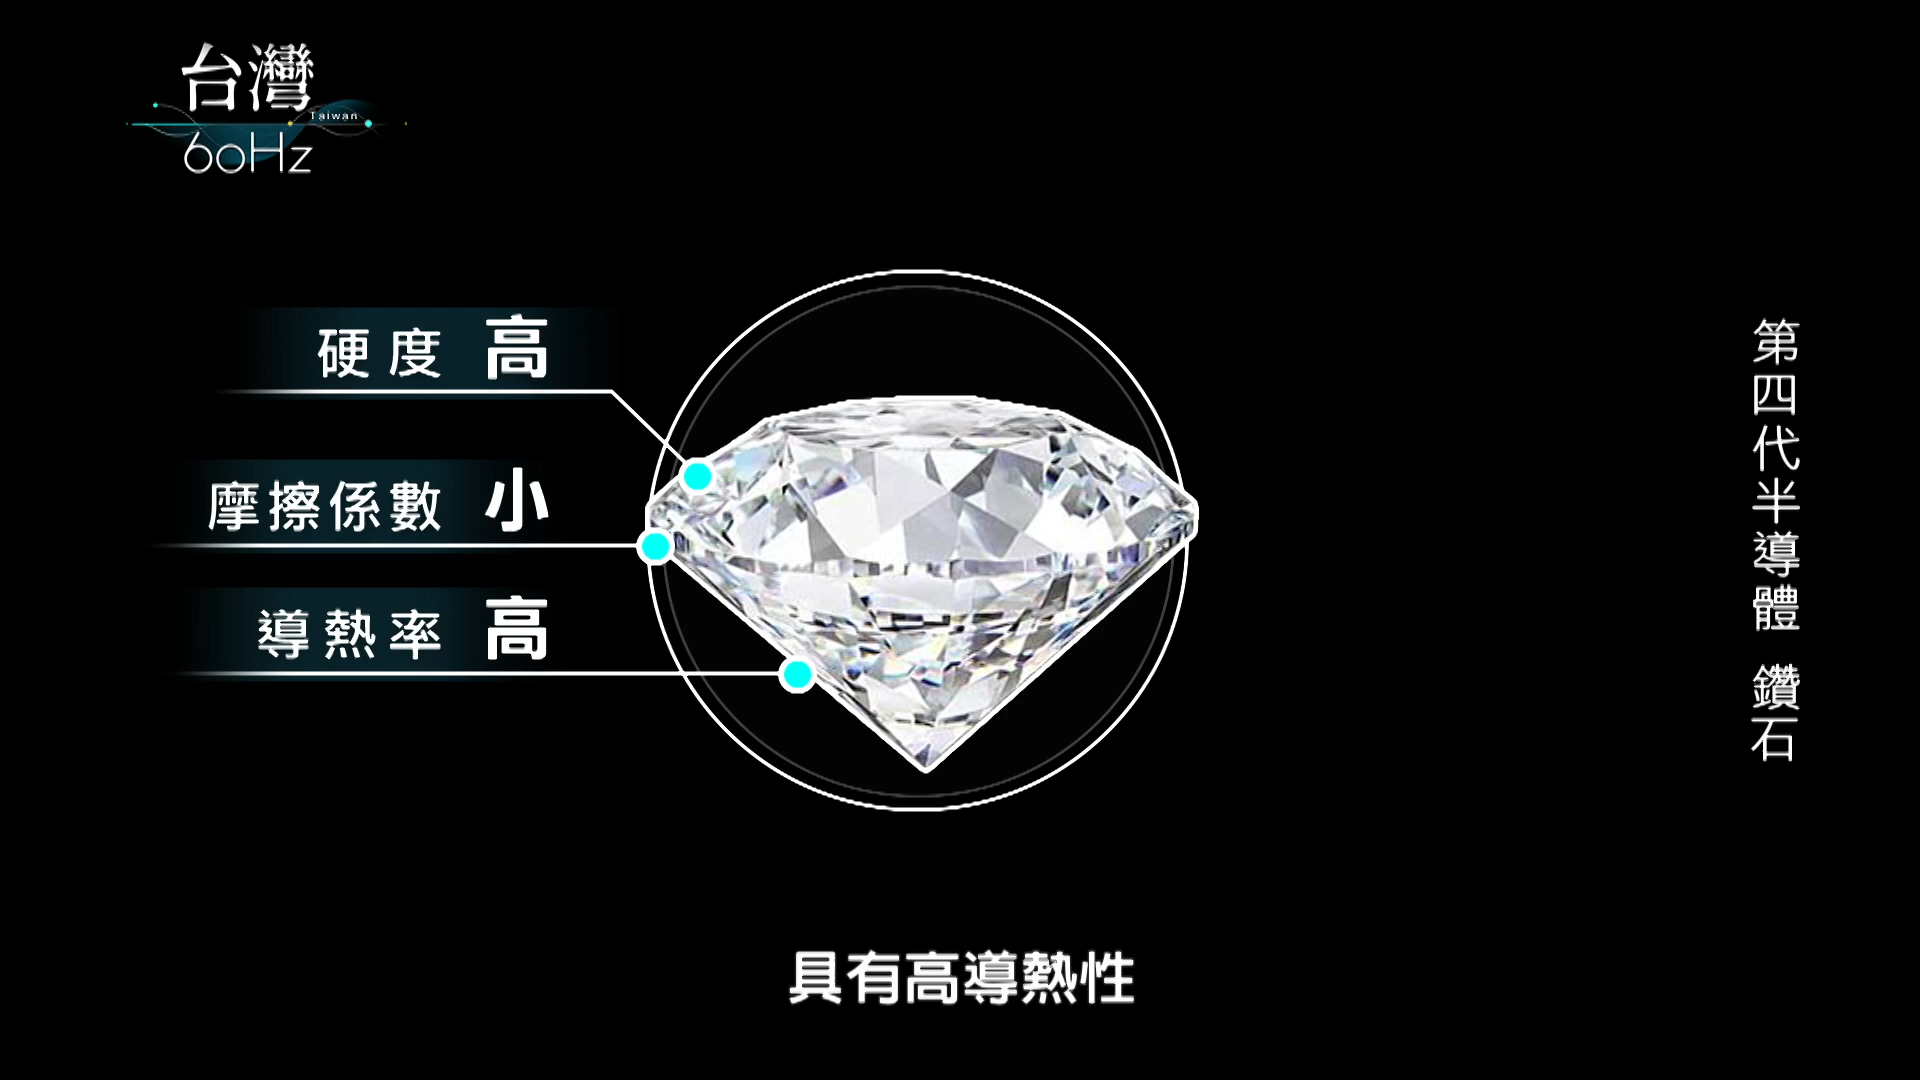 台灣
Taiwan
60Hz
硬度 高
摩擦係數 小
導熱率 高
第四代半導體 鑽石
具有高導熱性